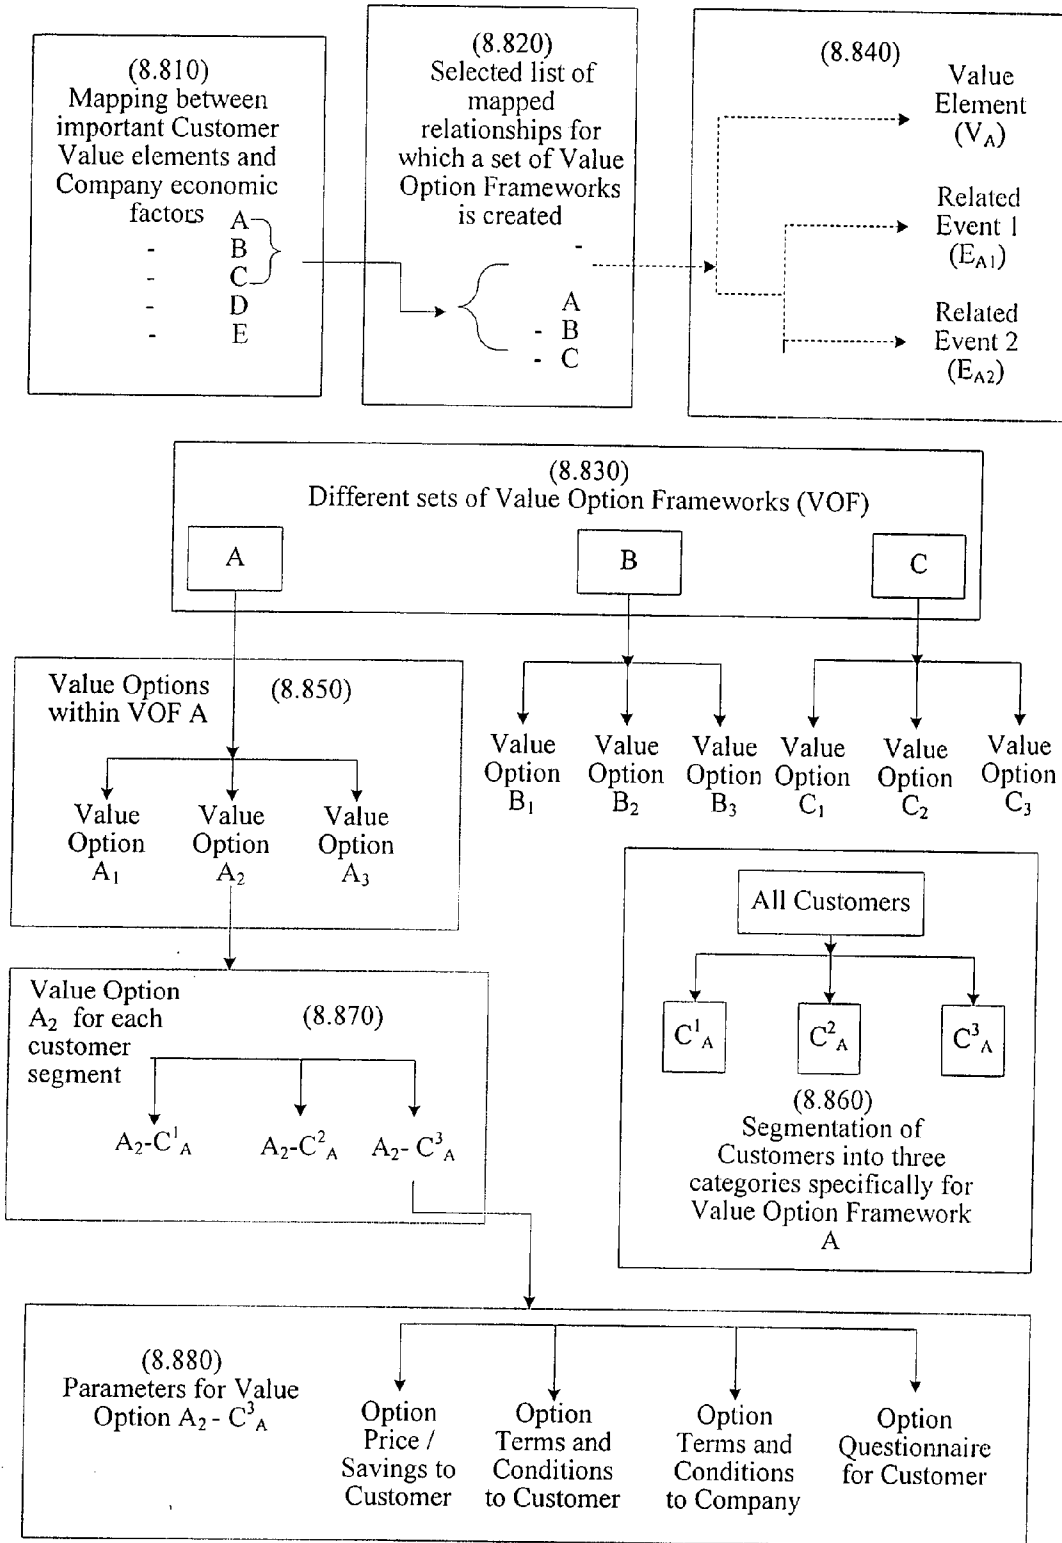 (8.810)
Mapping between
important Customer
Value elements and
Company economic
factors
A
- B
- C
- D
- E
(8.820)
Selected list of
mapped
relationships for
which a set of Value
Option Frameworks
is created
-
A
- B
- C
(8.840)
Value
Element
(V_A)
Related
Event 1
(E_A1)
Related
Event 2
(E_A2)
(8.830)
Different sets of Value Option Frameworks (VOF)
A
B
C
Value Options
within VOF A
(8.850)
Value
Option
A₁
Value
Option
A₂
Value
Option
A₃
Value
Option
B₁
Value
Option
B₂
Value
Option
B₃
Value
Option
C₁
Value
Option
C₂
Value
Option
C₃
All Customers
C¹_A
C²_A
C³_A
(8.860)
Segmentation of
Customers into three
categories specifically for
Value Option Framework
A
Value Option
A₂ for each
customer
segment
(8.870)
A₂-C¹_A
A₂-C²_A
A₂- C³_A
(8.880)
Parameters for Value
Option A₂ - C³_A
Option
Price /
Savings to
Customer
Option
Terms and
Conditions
to Customer
Option
Terms and
Conditions
to Company
Option
Questionnaire
for Customer